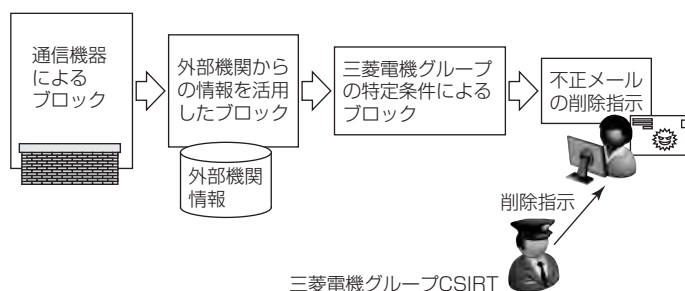 通信機器
による
ブロック
外部機関から
の情報を活用
したブロック
外部機関
情報
三菱電機グループ
の特定条件による
ブロック
不正メール
の削除指示
削除指示
三菱電機グループCSIRT